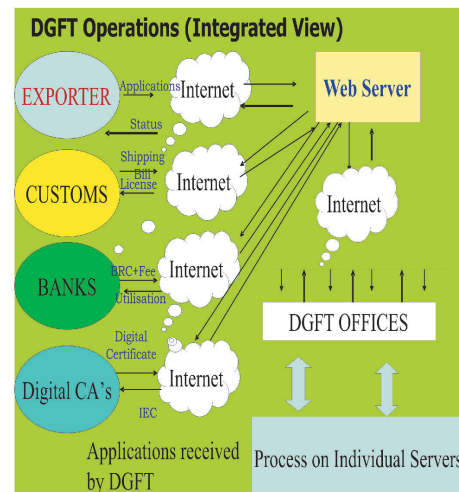 DGFT Operations (Integrated View)
EXPORTER
Applications
Status
Internet
Web Server
CUSTOMS
Shipping
Bill
License
Internet
Internet
BANKS
BRC+Fee
Utilisation
Internet
DGFT OFFICES
Digital CA's
Digital
Certificate
IEC
Internet
Applications received
by DGFT
Process on Individual Servers